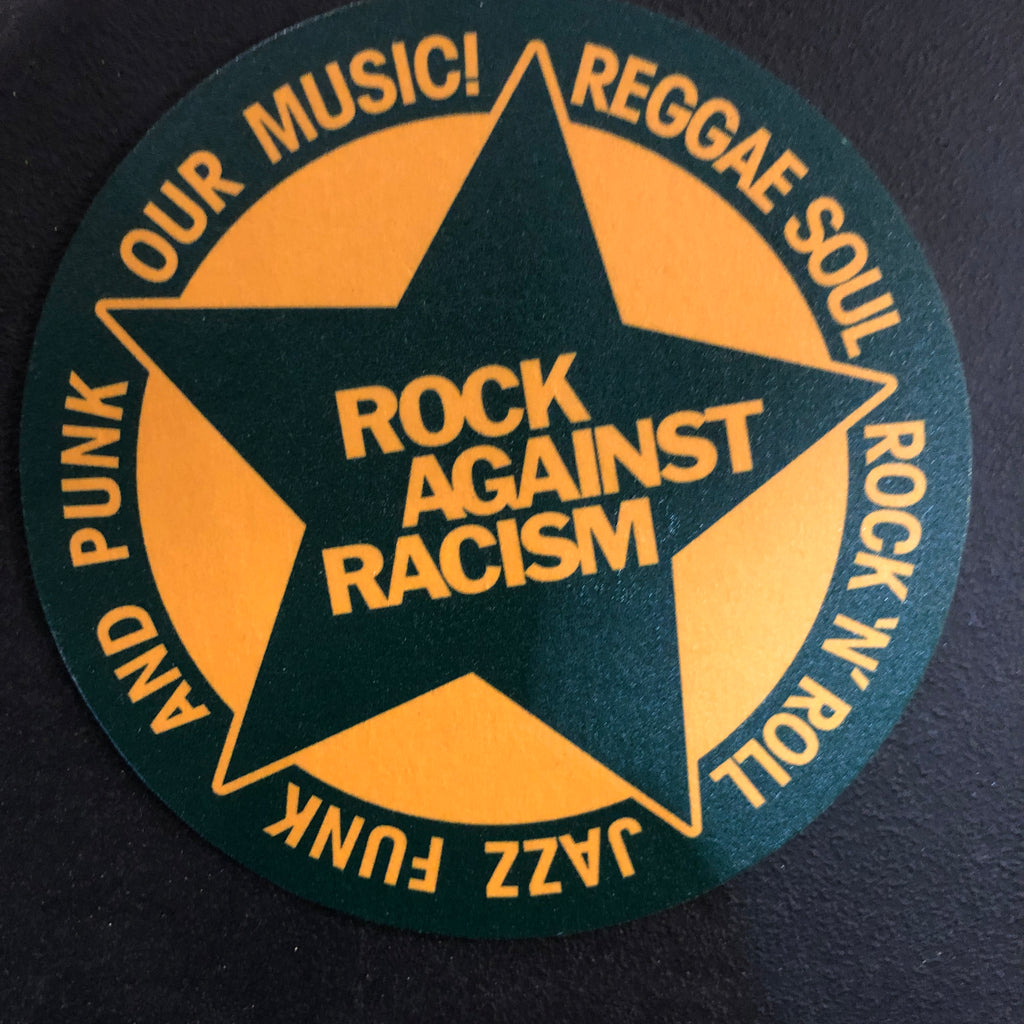 ROCK
AGAINST
RACISM
REGGAE SOUL
ROCK 'N' ROLL
JAZZ FUNK
AND PUNK
OUR MUSIC!